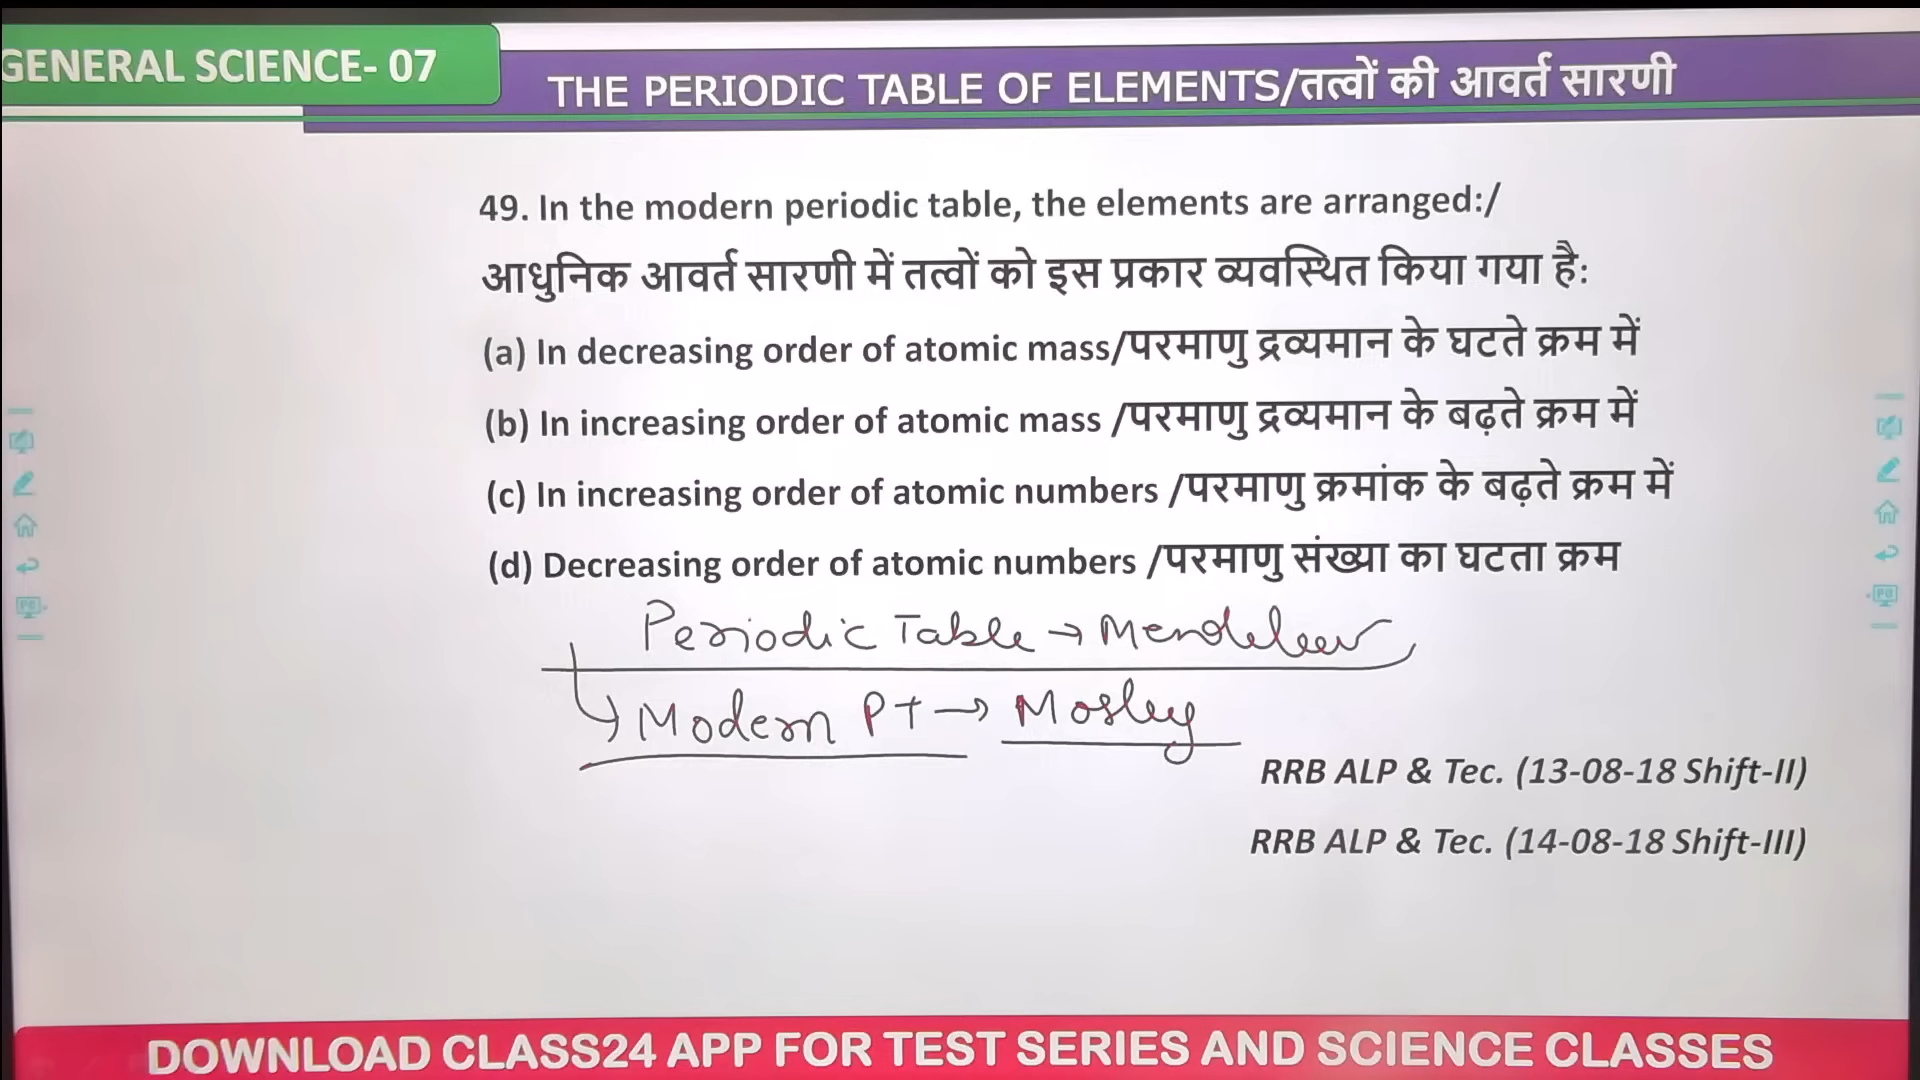 GENERAL SCIENCE- 07
THE PERIODIC TABLE OF ELEMENTS/तत्वों की आवर्त सारणी
49. In the modern periodic table, the elements are arranged:/
आधुनिक आवर्त सारणी में तत्वों को इस प्रकार व्यवस्थित किया गया है:
(a) In decreasing order of atomic mass/परमाणु द्रव्यमान के घटते क्रम में
(b) In increasing order of atomic mass /परमाणु द्रव्यमान के बढ़ते क्रम में
(c) In increasing order of atomic numbers /परमाणु क्रमांक के बढ़ते क्रम में
(d) Decreasing order of atomic numbers /परमाणु संख्या का घटता क्रम
Periodic Table → Mendeleev
Modern PT → Mosley
RRB ALP & Tec. (13-08-18 Shift-II)
RRB ALP & Tec. (14-08-18 Shift-III)
DOWNLOAD CLASS24 APP FOR TEST SERIES AND SCIENCE CLASSES